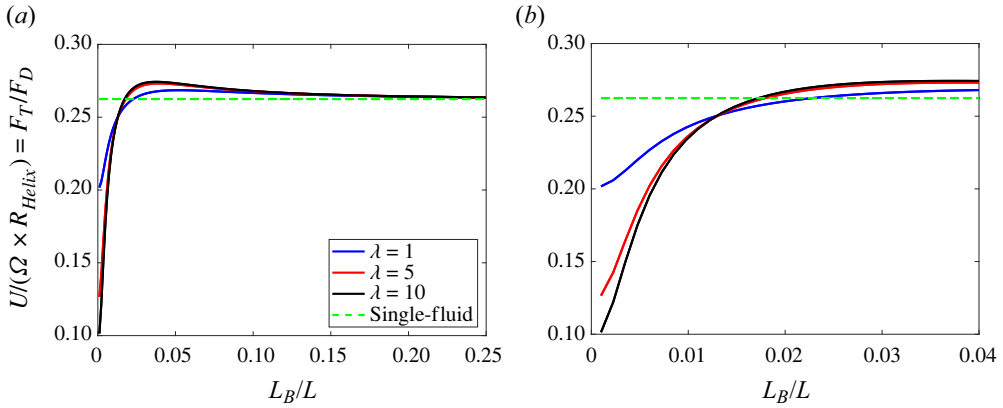 (a)
(b)
U/(Ω × R_Helix) = F_T/F_D
0.30
0.25
0.20
0.15
0.10
0
0.05
0.10
0.15
0.20
0.25
L_B/L
λ = 1
λ = 5
λ = 10
Single-fluid
0.30
0.25
0.20
0.15
0.10
0
0.01
0.02
0.03
0.04
L_B/L